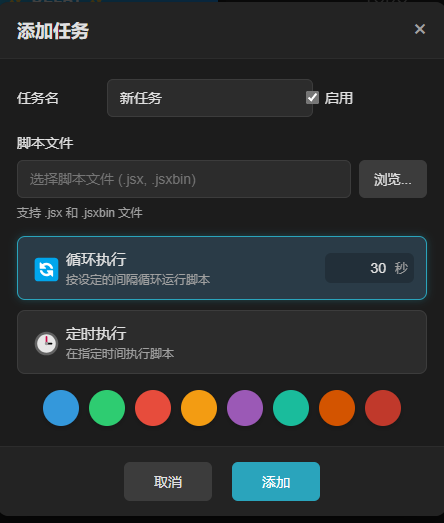 添加任务 ×
任务名 新任务 启用
脚本文件
选择脚本文件 (.jsx, .jsxbin) 浏览...
支持 .jsx 和 .jsxbin 文件
循环执行
按设定的间隔循环运行脚本
30 秒
定时执行
在指定时间执行脚本
取消 添加